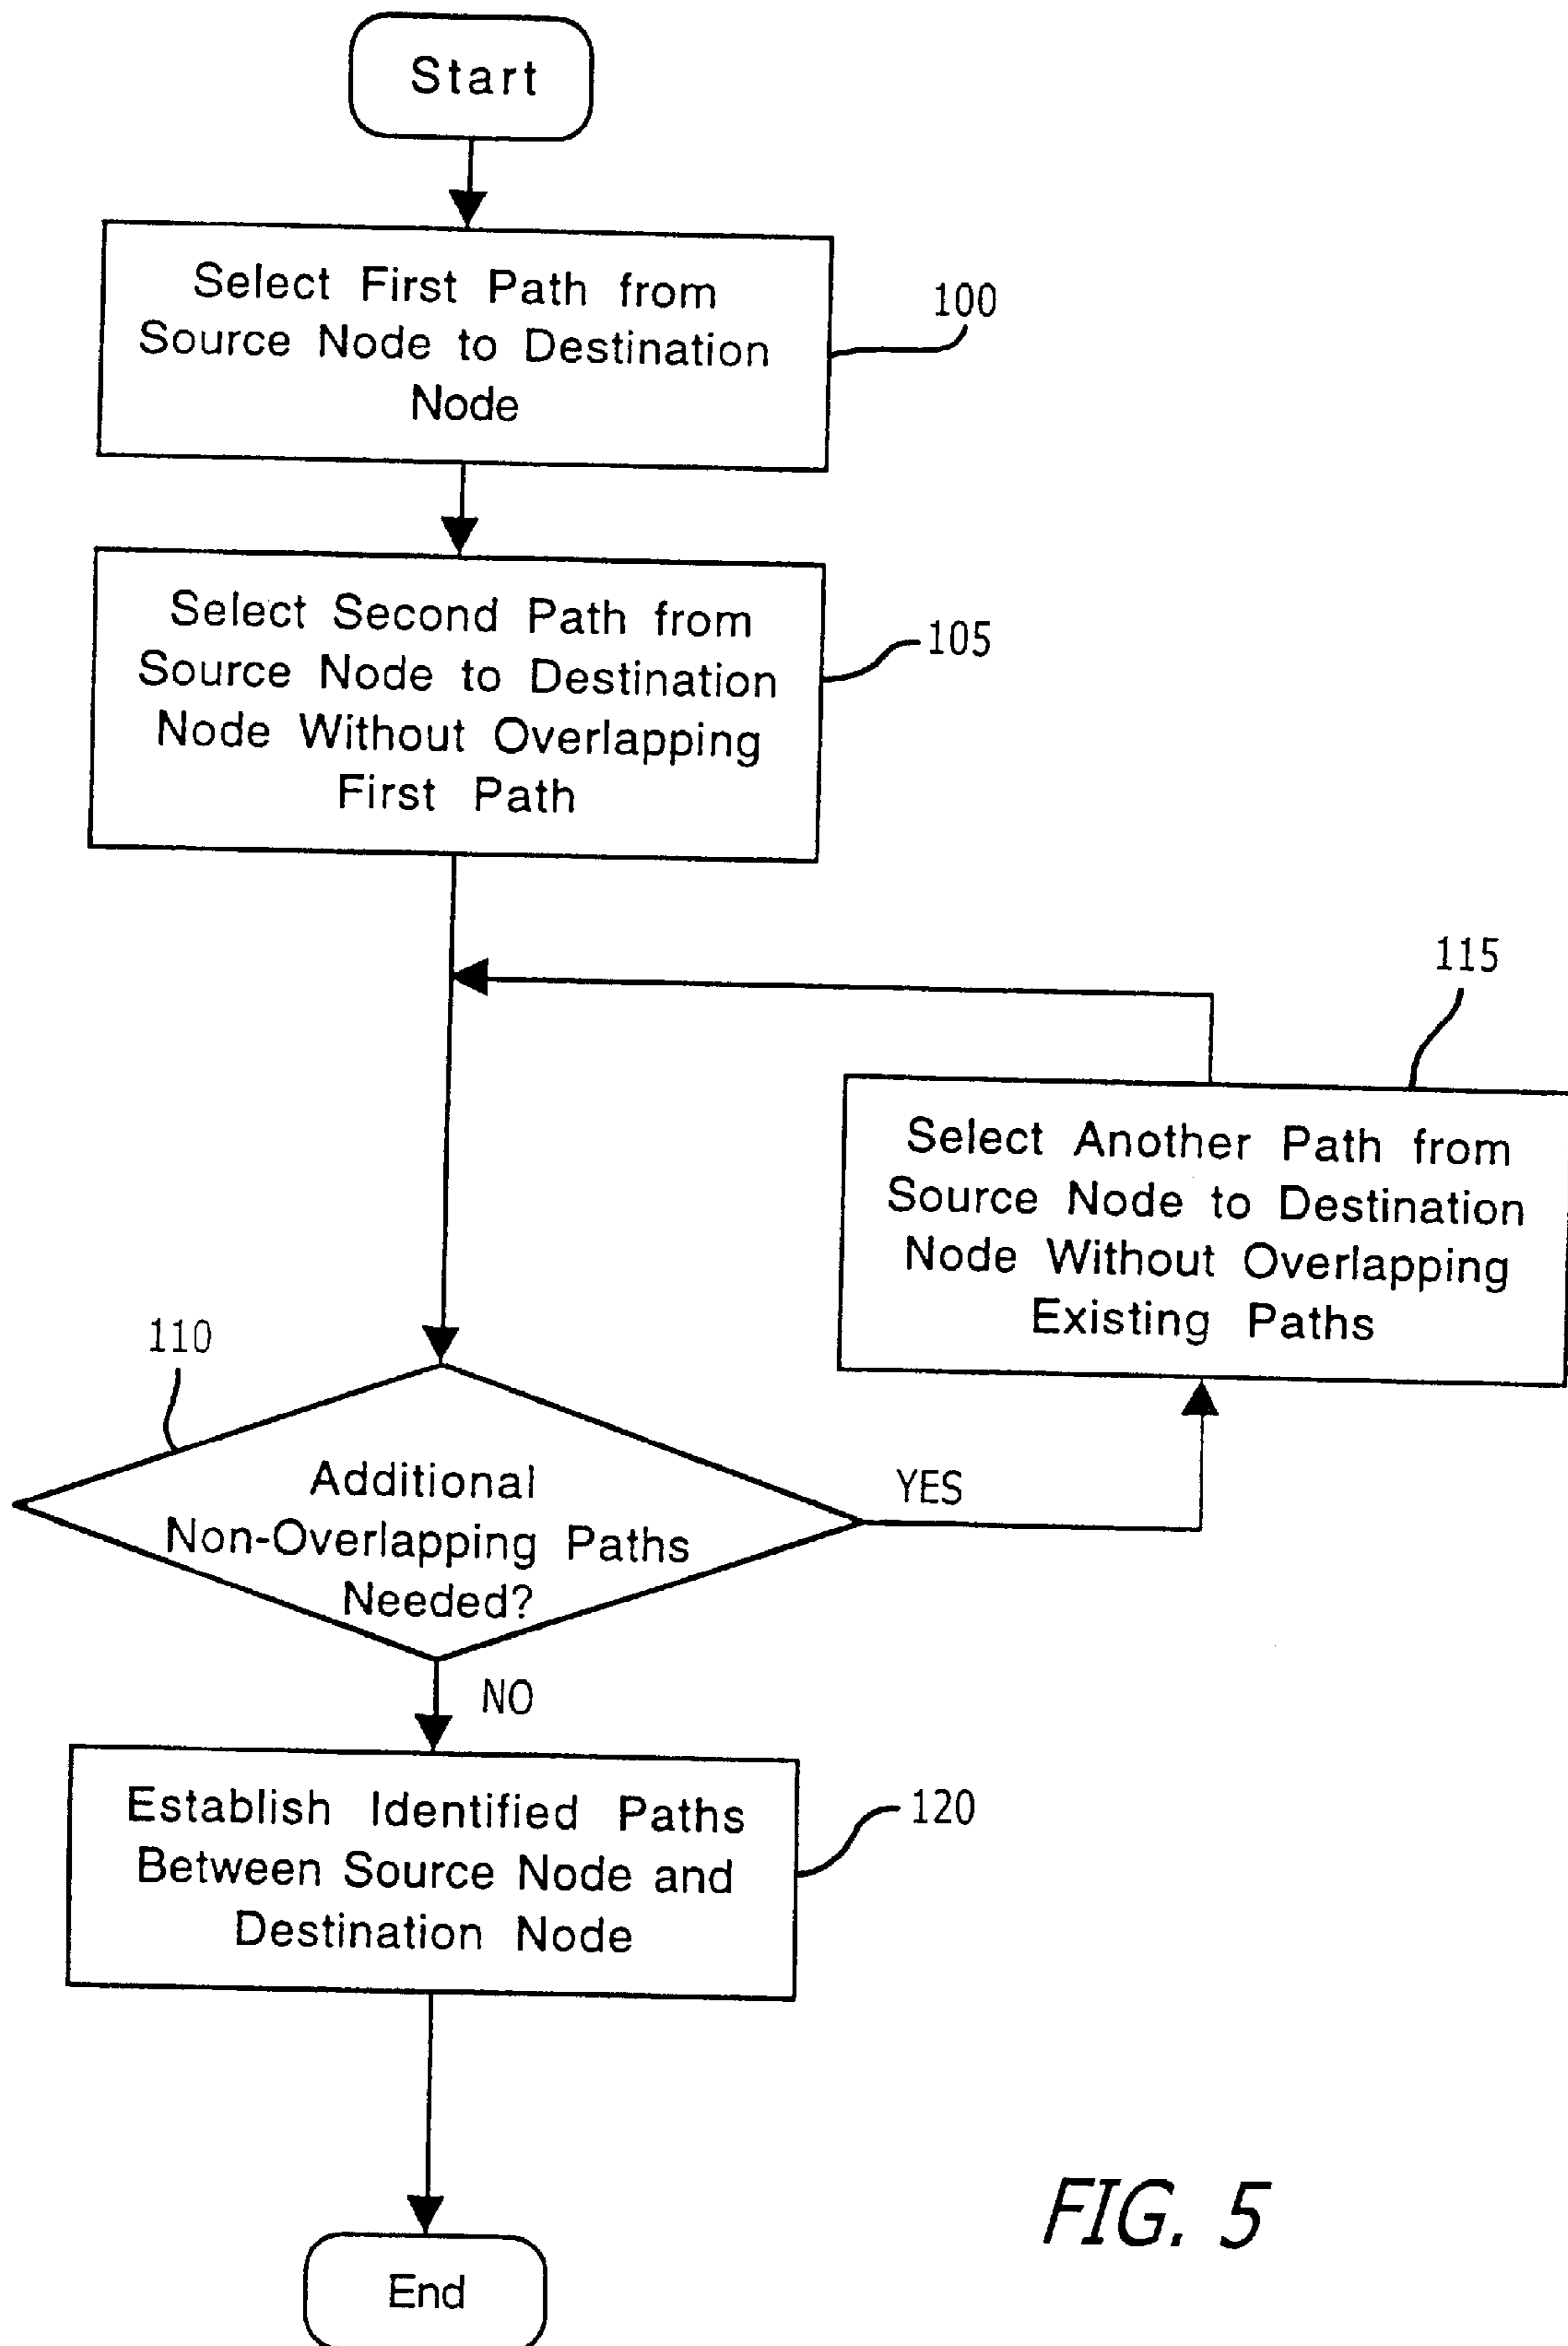 Start
Select First Path from
Source Node to Destination
Node
100
Select Second Path from
Source Node to Destination
Node Without Overlapping
First Path
105
115
Select Another Path from
Source Node to Destination
Node Without Overlapping
Existing Paths
110
Additional
Non-Overlapping Paths
Needed?
YES
NO
Establish Identified Paths
Between Source Node and
Destination Node
120
End
FIG. 5